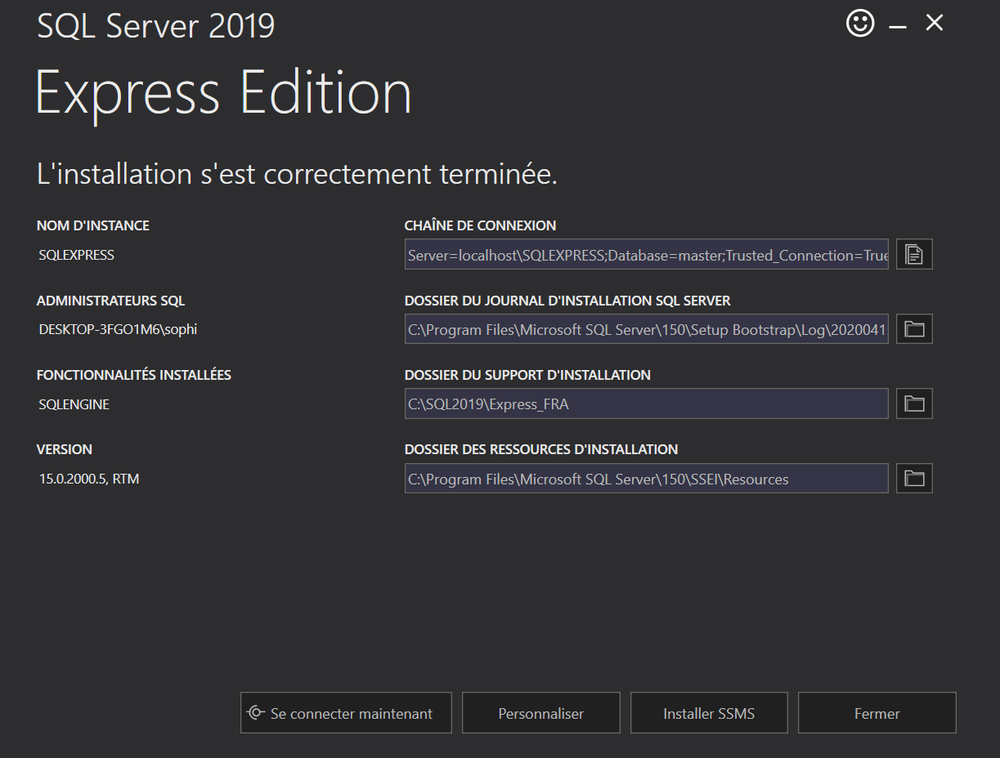 SQL Server 2019
Express Edition
L'installation s'est correctement terminée.
NOM D'INSTANCE
SQLEXPRESS
CHAÎNE DE CONNEXION
Server=localhost\SQLEXPRESS;Database=master;Trusted_Connection=True
ADMINISTRATEURS SQL
DESKTOP-3FGO1M6\sophi
DOSSIER DU JOURNAL D'INSTALLATION SQL SERVER
C:\Program Files\Microsoft SQL Server\150\Setup Bootstrap\Log\2020041
FONCTIONNALITÉS INSTALLÉES
SQLENGINE
DOSSIER DU SUPPORT D'INSTALLATION
C:\SQL2019\Express_FRA
VERSION
15.0.2000.5, RTM
DOSSIER DES RESSOURCES D'INSTALLATION
C:\Program Files\Microsoft SQL Server\150\SSEI\Resources
Se connecter maintenant
Personnaliser
Installer SSMS
Fermer